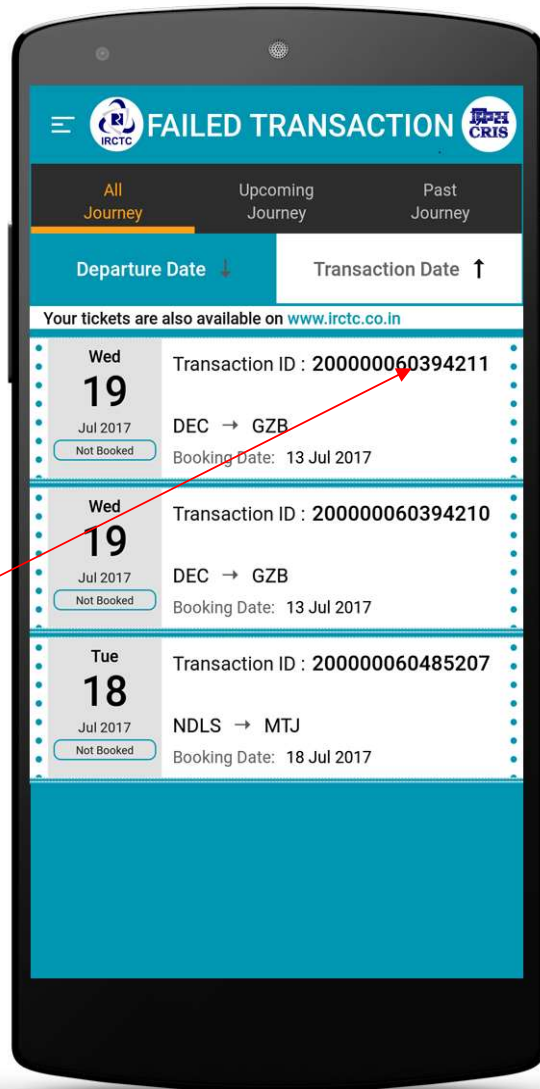 IRCTC
FAILED TRANSACTION
क्रिस
CRIS
All Journey
Upcoming Journey
Past Journey
Departure Date ↓
Transaction Date ↑
Your tickets are also available on www.irctc.co.in
Wed
19
Jul 2017
Not Booked
Transaction ID : 200000060394211
DEC → GZB
Booking Date: 13 Jul 2017
Wed
19
Jul 2017
Not Booked
Transaction ID : 200000060394210
DEC → GZB
Booking Date: 13 Jul 2017
Tue
18
Jul 2017
Not Booked
Transaction ID : 200000060485207
NDLS → MTJ
Booking Date: 18 Jul 2017